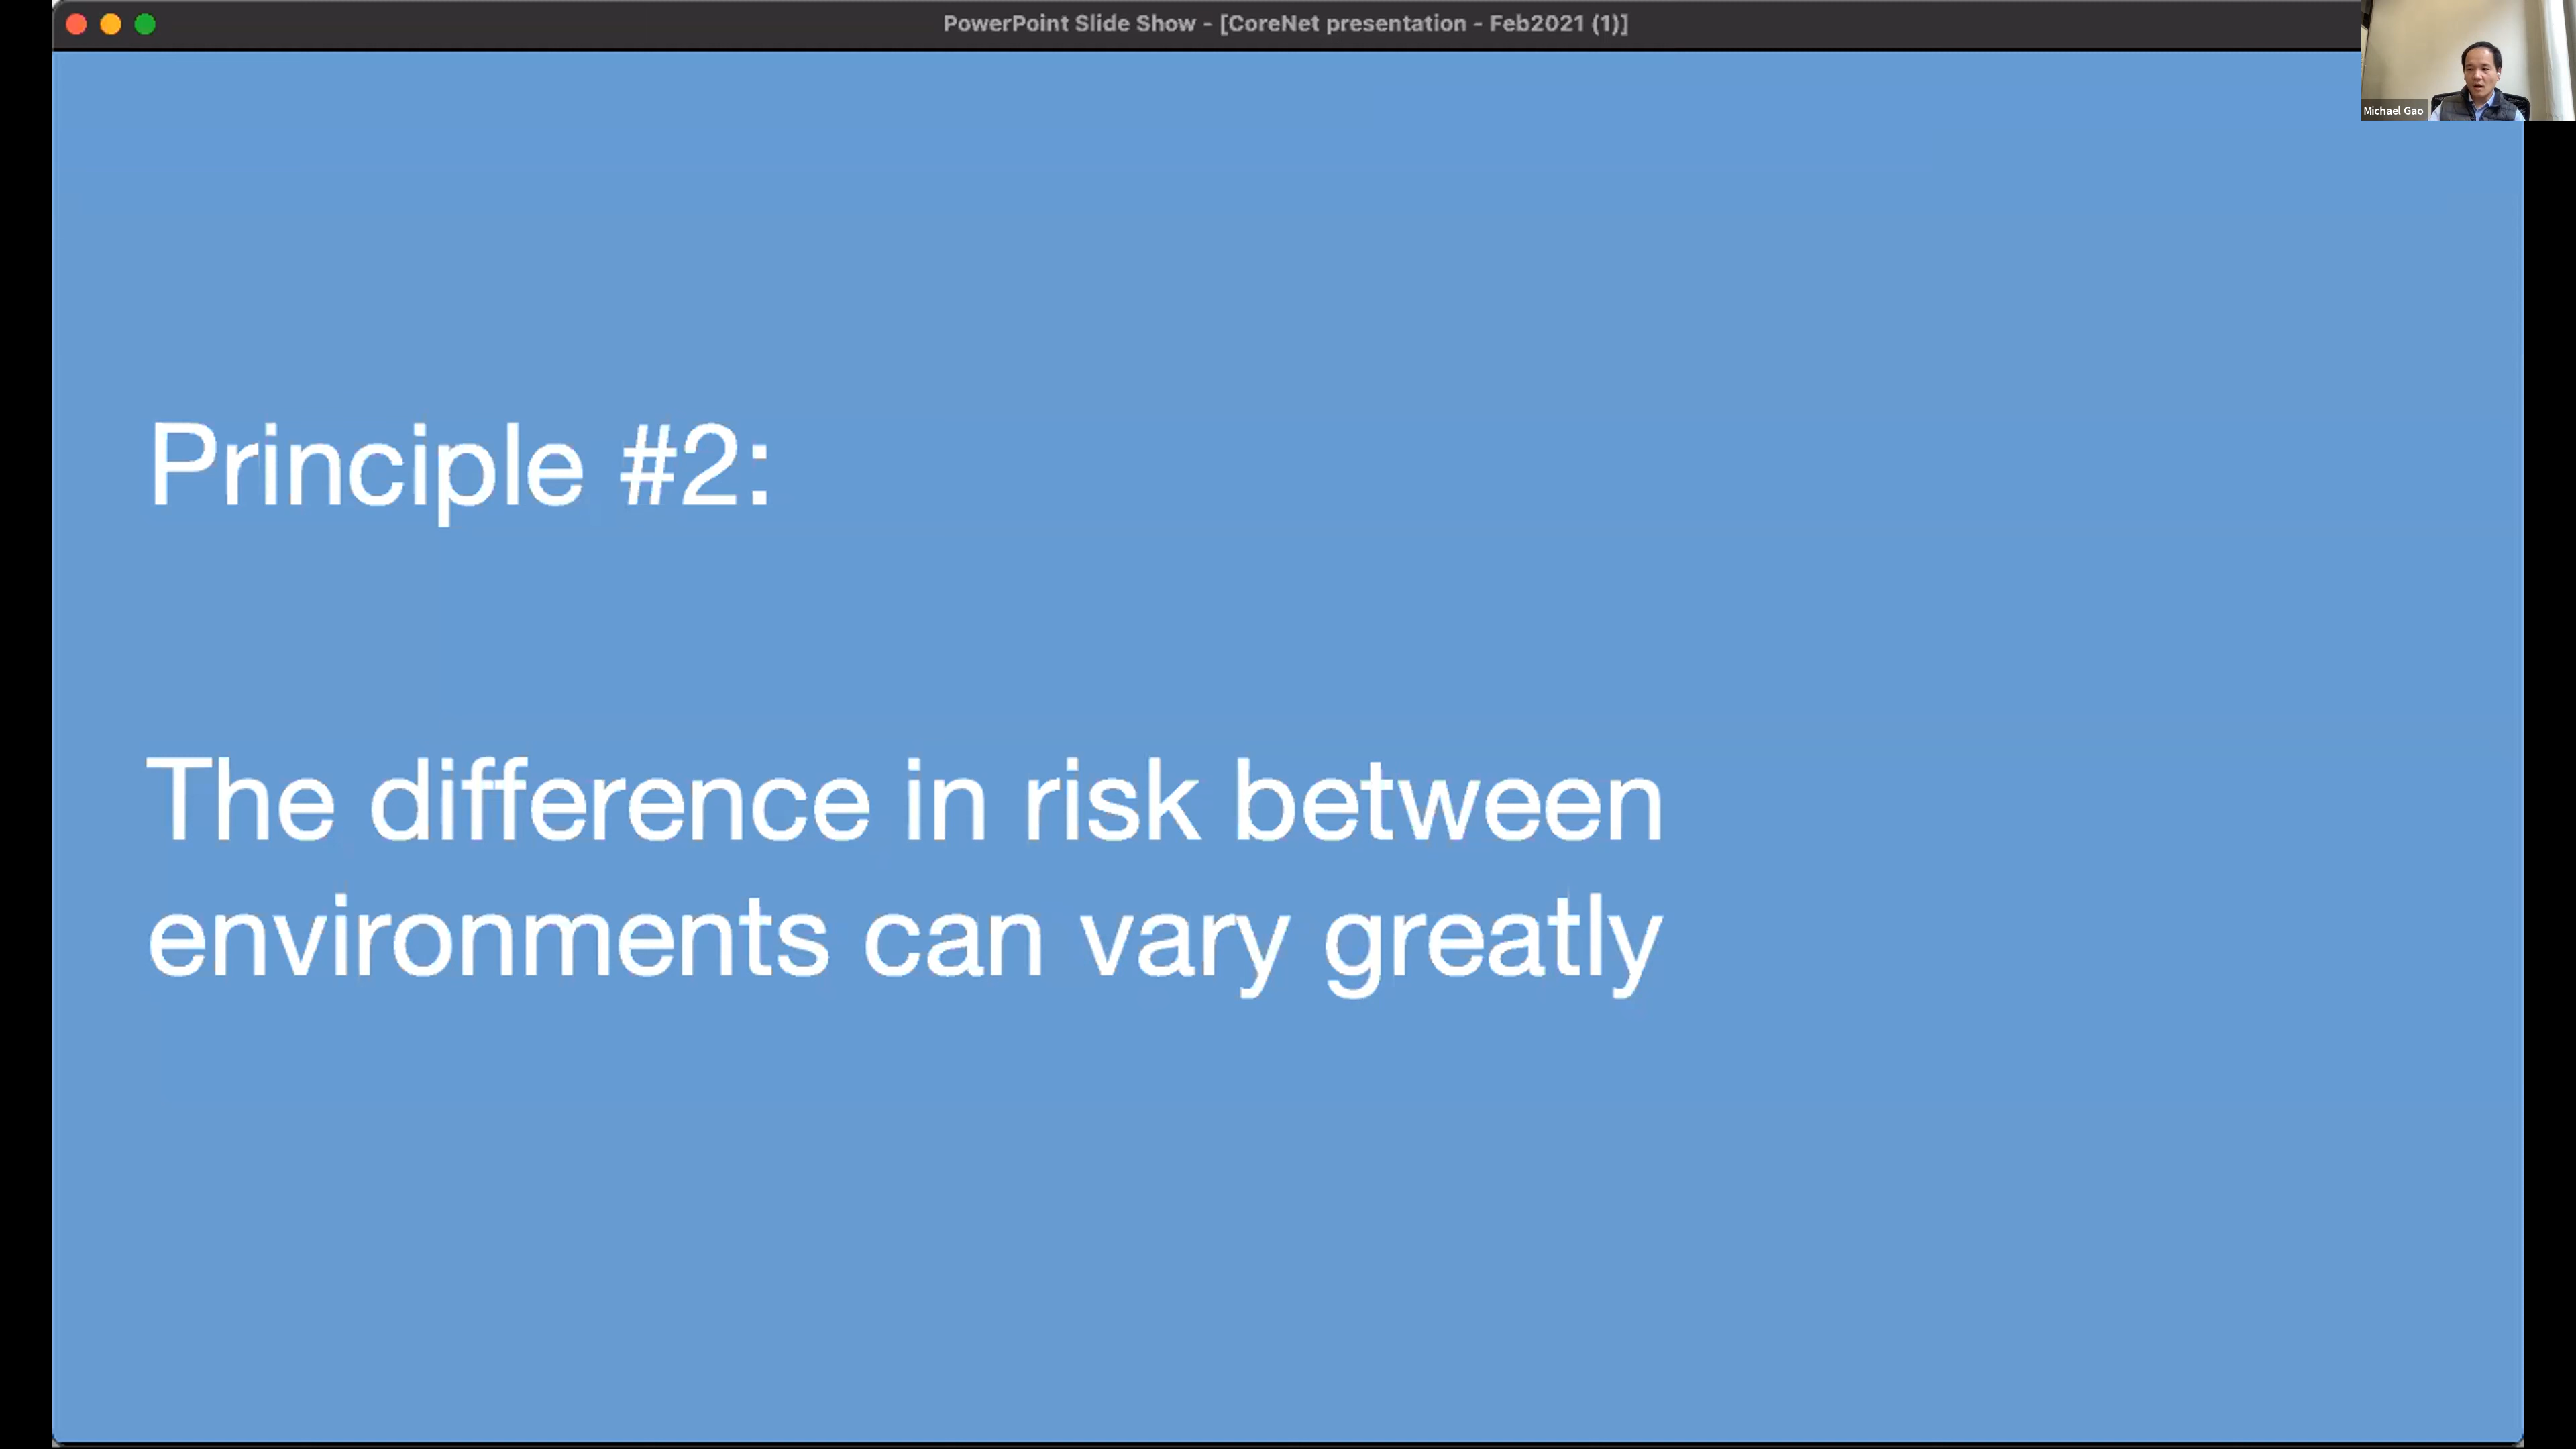 PowerPoint Slide Show - [CoreNet presentation - Feb2021 (1)]
Michael Gao
Principle #2:
The difference in risk between
environments can vary greatly